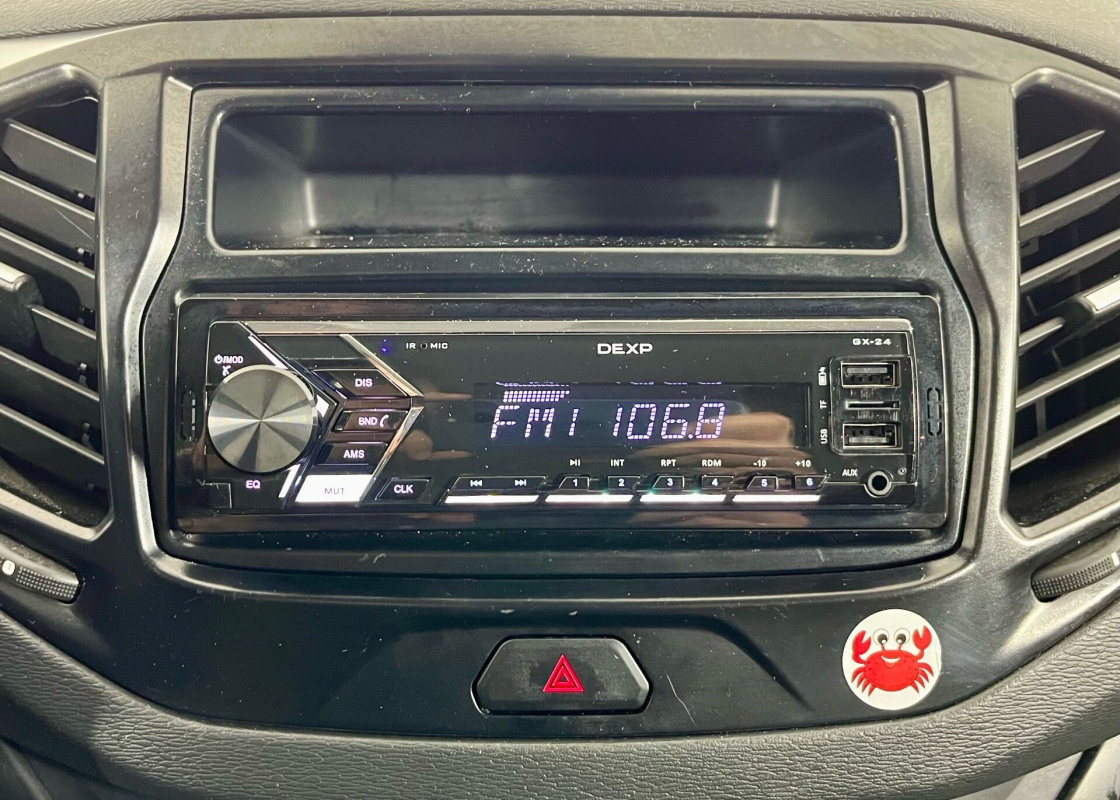 IR MIC
DEXP
GX-24
/MOD
DIS
BND
AMS
EQ
MUT
CLK
FM1 106.8
INT
RPT
RDM
-10
+10
1
2
3
4
5
6
TF
USB
AUX